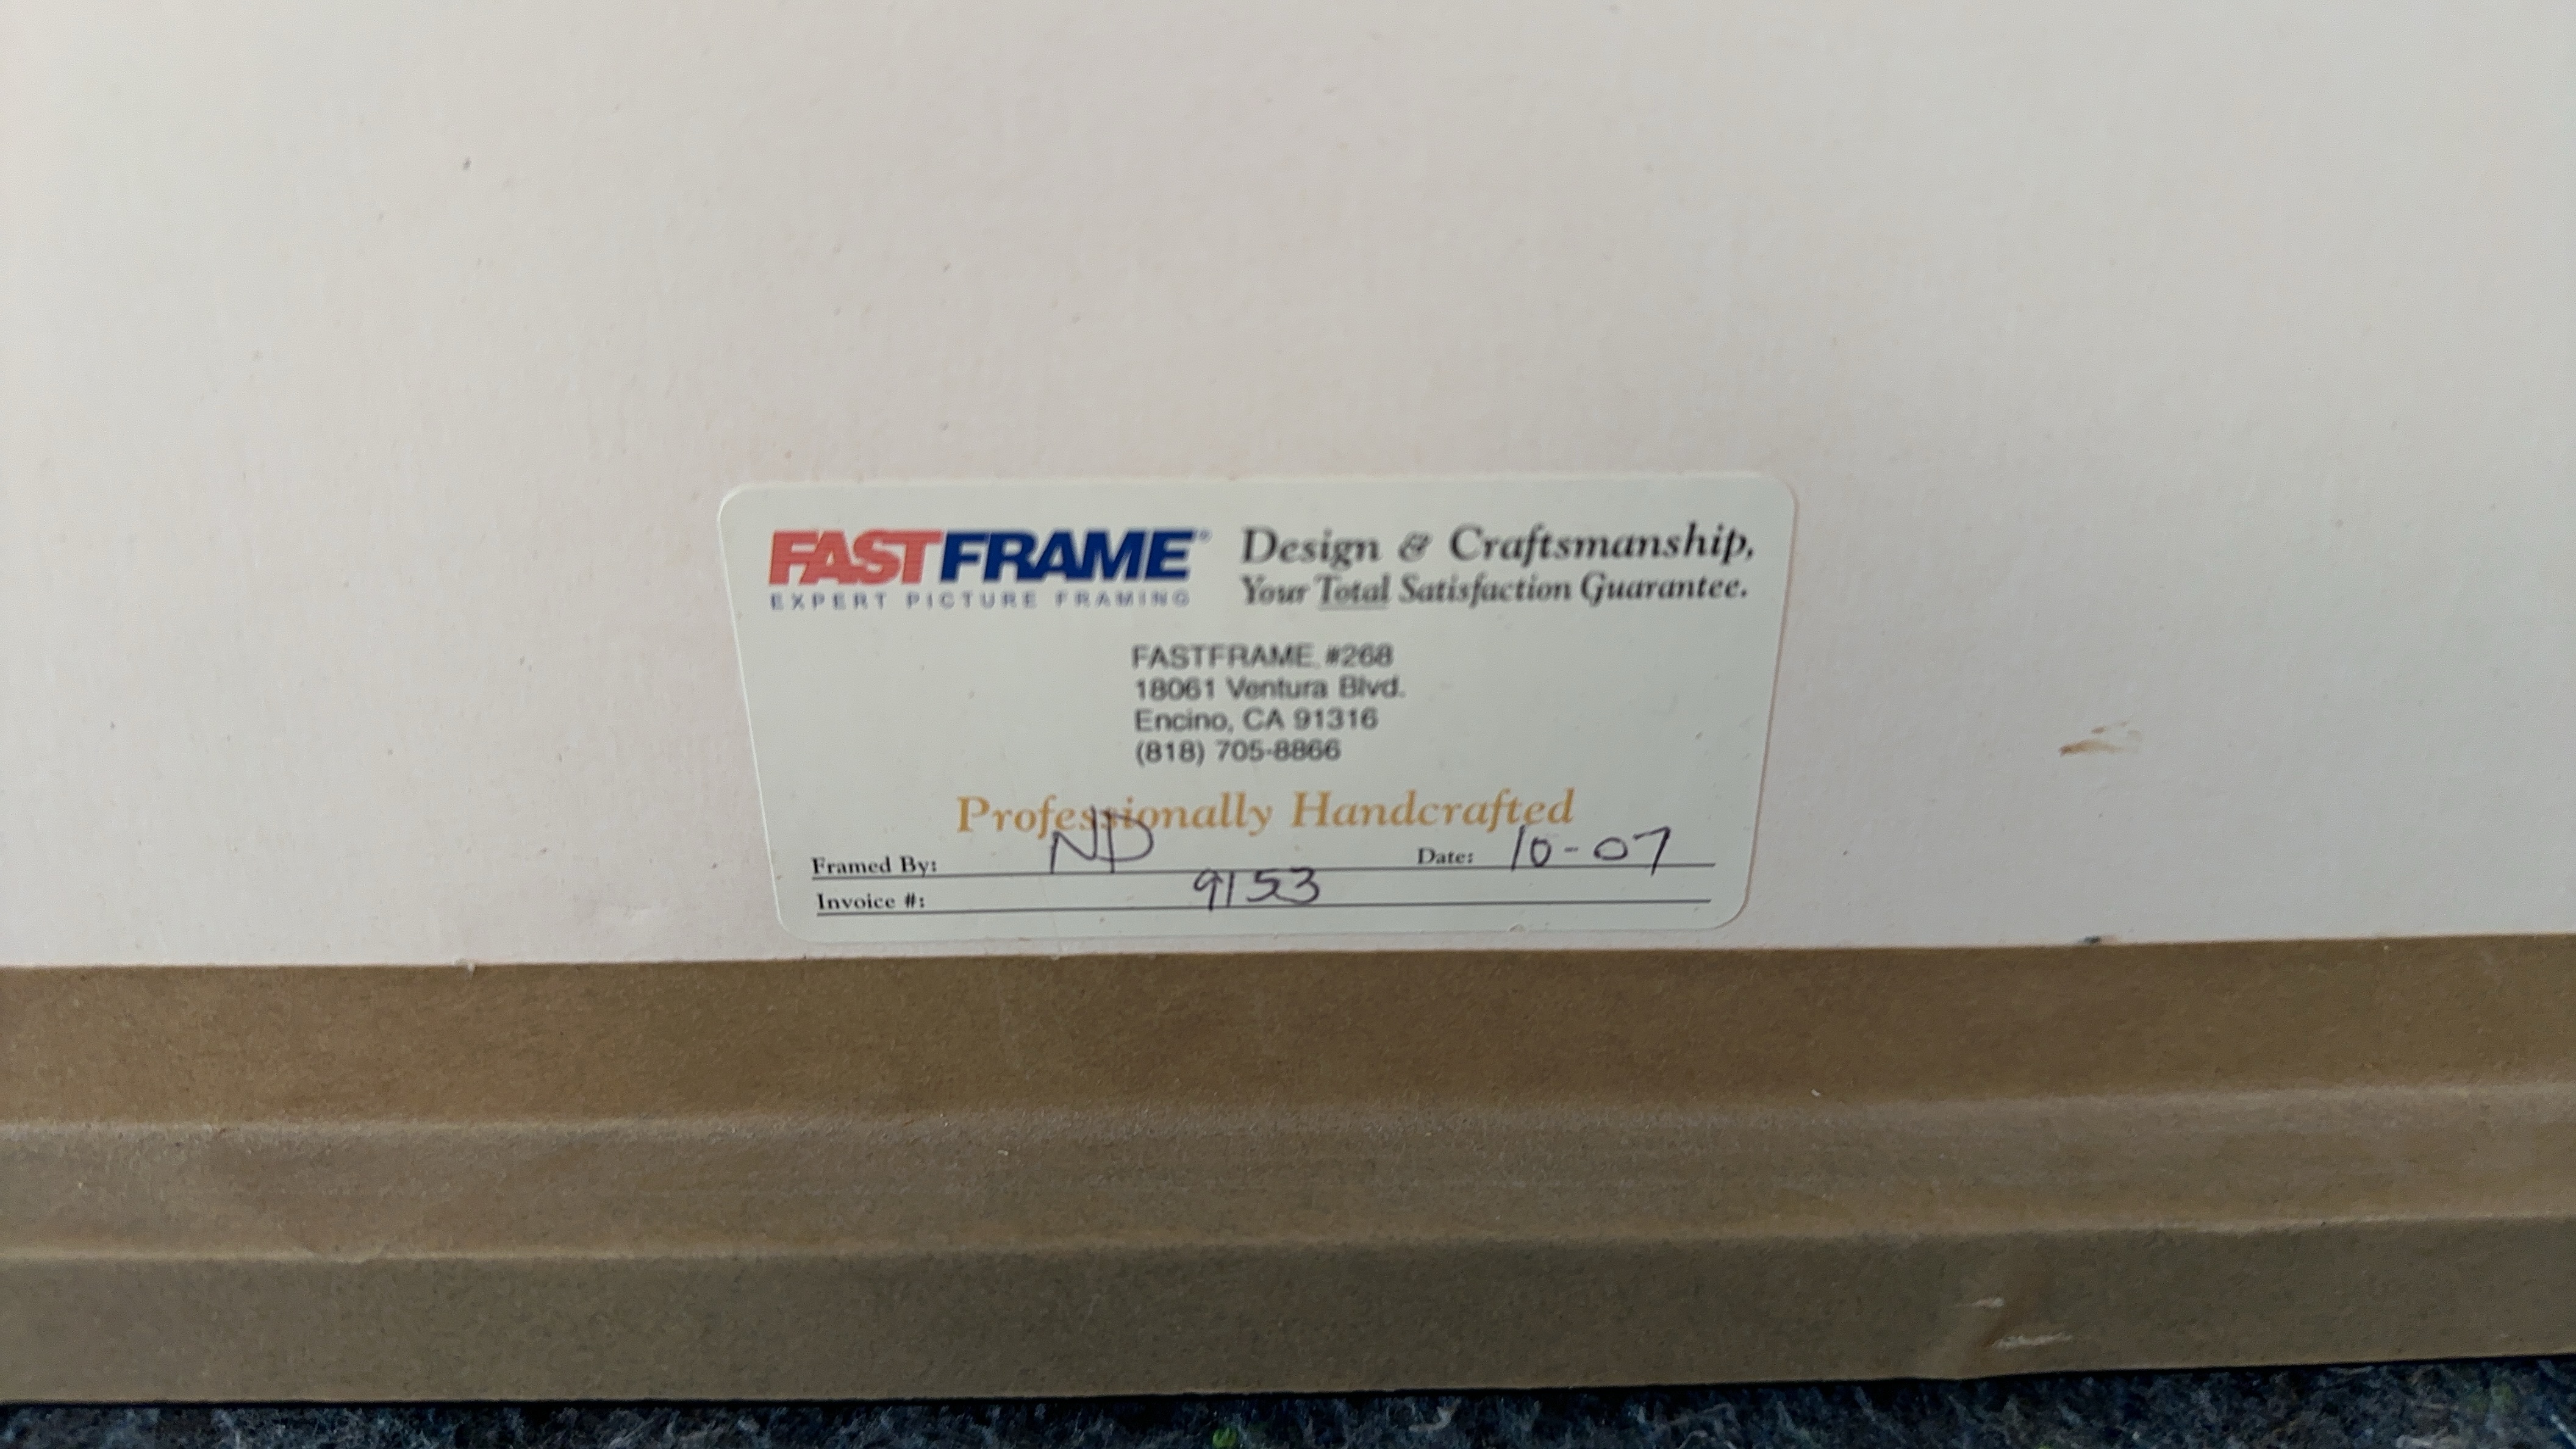 FASTFRAME®
EXPERT PICTURE FRAMING
Design & Craftsmanship,
Your Total Satisfaction Guarantee.
FASTFRAME #268
18061 Ventura Blvd.
Encino, CA 91316
(818) 705-8866
Professionally Handcrafted
Framed By: ND Date: 10-07
Invoice #: 9153